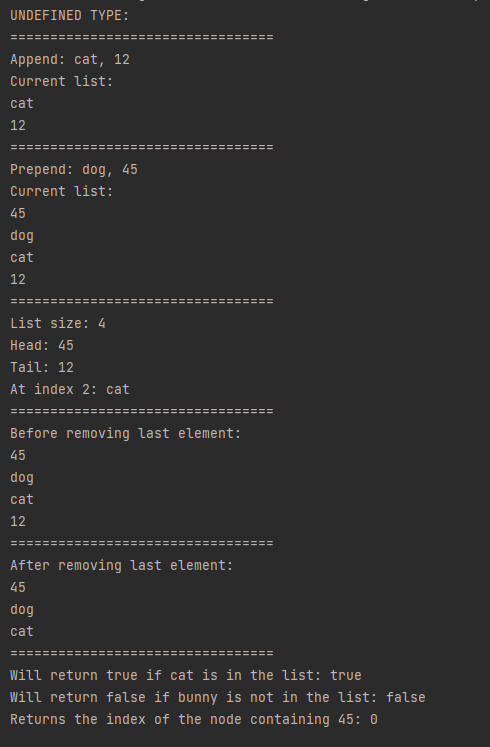 UNDEFINED TYPE:
=================================
Append: cat, 12
Current list:
cat
12
=================================
Prepend: dog, 45
Current list:
45
dog
cat
12
=================================
List size: 4
Head: 45
Tail: 12
At index 2: cat
=================================
Before removing last element:
45
dog
cat
12
=================================
After removing last element:
45
dog
cat
=================================
Will return true if cat is in the list: true
Will return false if bunny is not in the list: false
Returns the index of the node containing 45: 0